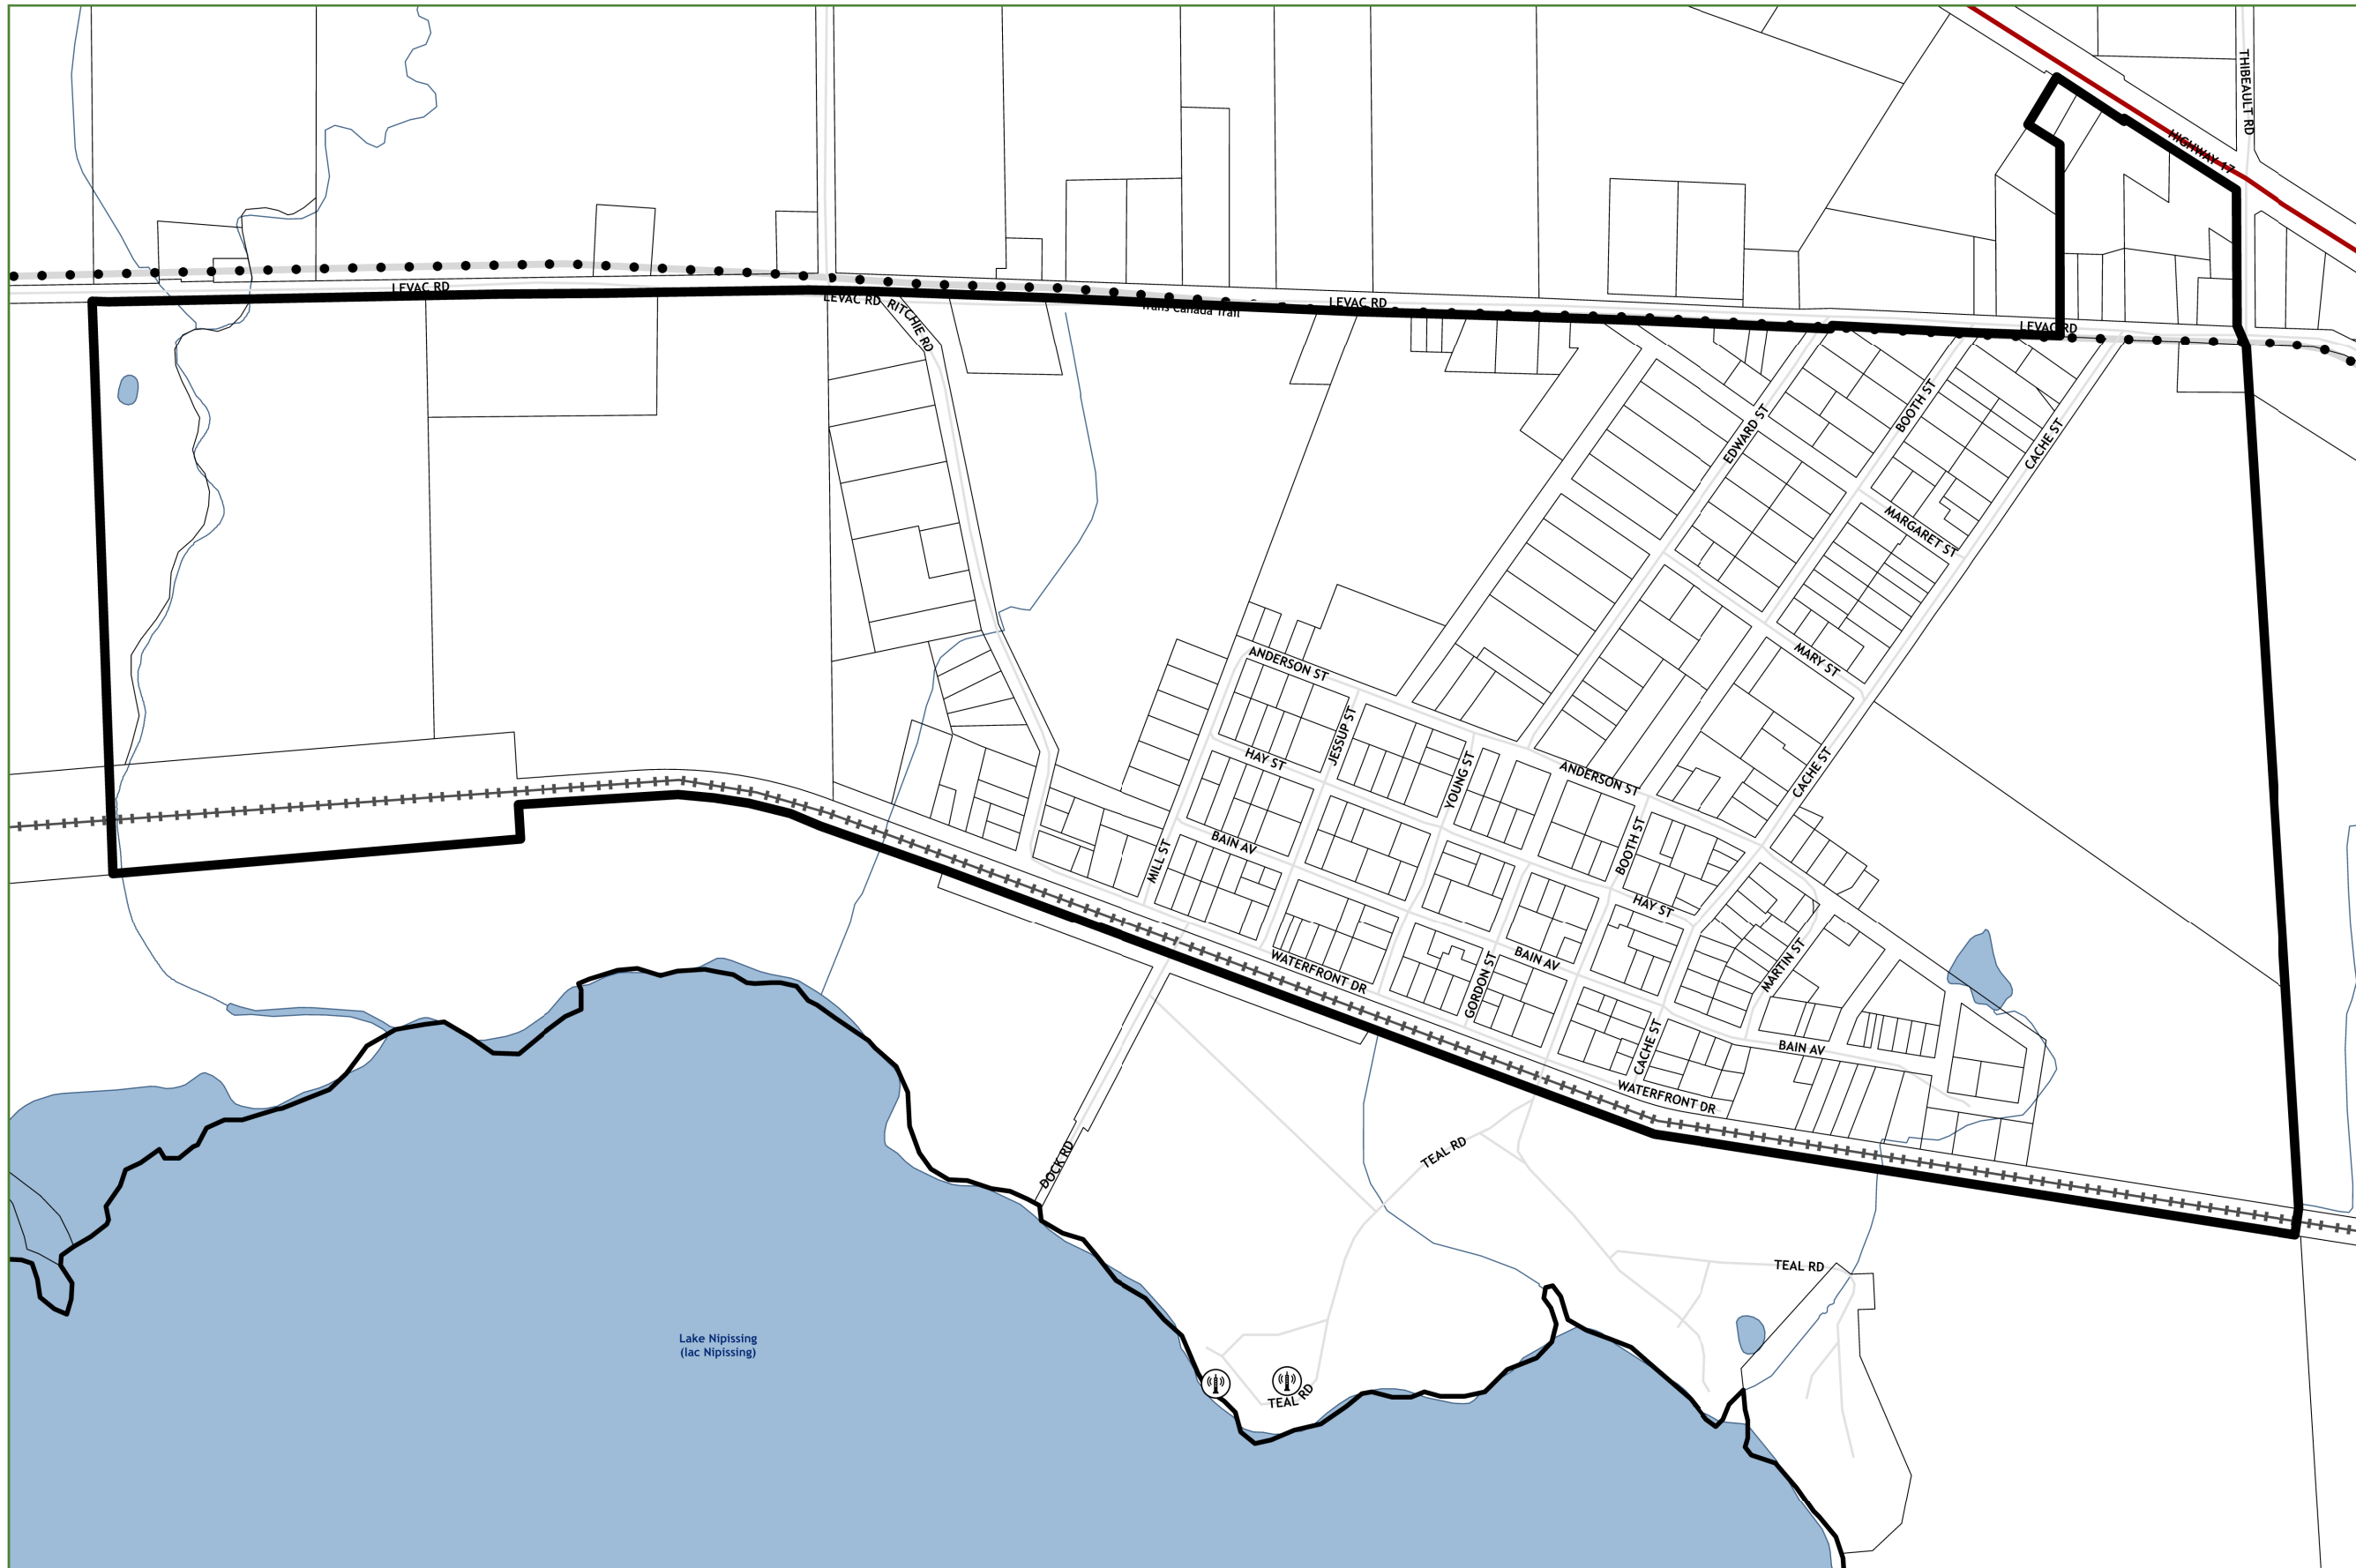 THIBEAULT RD
HIGHWAY 17
LEVAC RD
LEVAC RD
RITCHIE RD
Trans Canada Trail
LEVAC RD
LEVAC RD
EDWARD ST
BOOTH ST
CACHE ST
MARGARET ST
MARY ST
ANDERSON ST
JESSUP ST
HAY ST
YOUNG ST
ANDERSON ST
CACHE ST
BAIN AV
MILL ST
BOOTH ST
HAY ST
WATERFRONT DR
GORDON ST
BAIN AV
MARTIN ST
CACHE ST
BAIN AV
WATERFRONT DR
DOCK RD
TEAL RD
TEAL RD
Lake Nipissing
(lac Nipissing)
TEAL RD